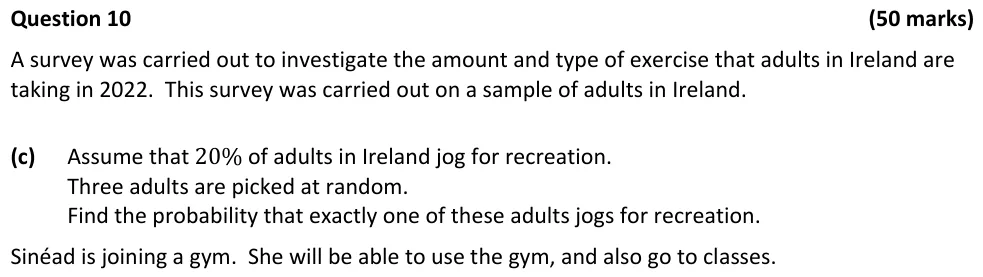 Question 10 (50 marks)
A survey was carried out to investigate the amount and type of exercise that adults in Ireland are
taking in 2022. This survey was carried out on a sample of adults in Ireland.
(c) Assume that 20% of adults in Ireland jog for recreation.
Three adults are picked at random.
Find the probability that exactly one of these adults jogs for recreation.
Sinéad is joining a gym. She will be able to use the gym, and also go to classes.